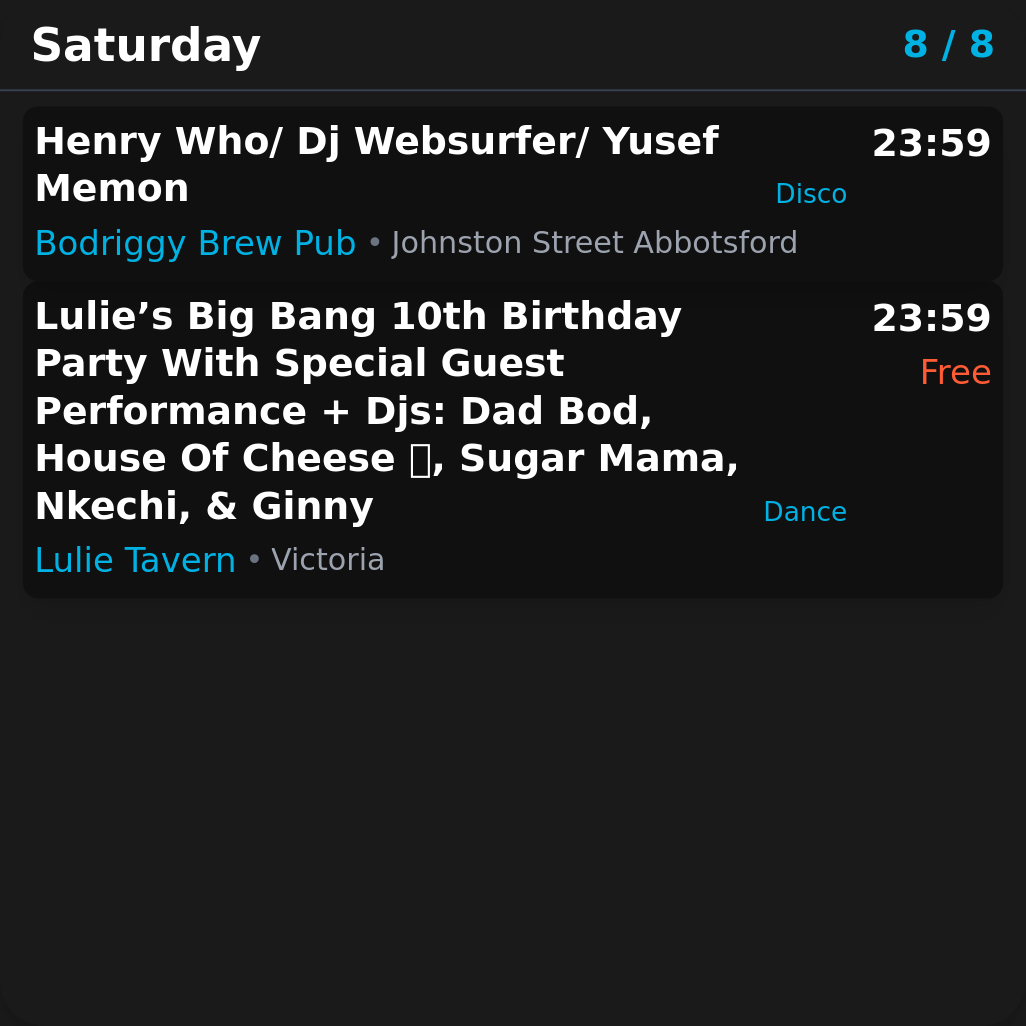 Saturday
8 / 8
Henry Who/ Dj Websurfer/ Yusef
Memon
23:59
Disco
Bodriggy Brew Pub • Johnston Street Abbotsford
Lulie’s Big Bang 10th Birthday
Party With Special Guest
Performance + Djs: Dad Bod,
House Of Cheese , Sugar Mama,
Nkechi, & Ginny
23:59
Free
Dance
Lulie Tavern • Victoria